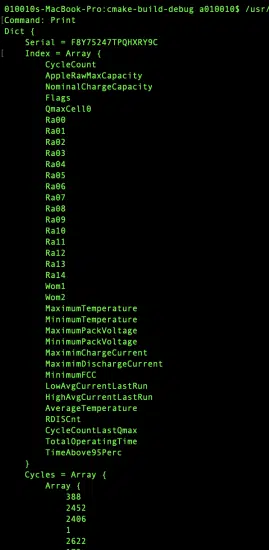 010010s-MacBook-Pro:cmake-build-debug a010010$ /usr/
[Command: Print
Dict {
Serial = F8Y75247TPQHXRY9C
[ Index = Array {
CycleCount
AppleRawMaxCapacity
NominalChargeCapacity
Flags
QmaxCell0
Ra00
Ra01
Ra02
Ra03
Ra04
Ra05
Ra06
Ra07
Ra08
Ra09
Ra10
Ra11
Ra12
Ra13
Ra14
Wom1
Wom2
MaximumTemperature
MinimumTemperature
MaximumPackVoltage
MinimumPackVoltage
MaximimChargeCurrent
MaximimDischargeCurrent
MinimumFCC
LowAvgCurrentLastRun
HighAvgCurrentLastRun
AverageTemperature
RDISCnt
CycleCountLastQmax
TotalOperatingTime
TimeAbove95Perc
}
Cycles = Array {
Array {
388
2452
2406
1
2622